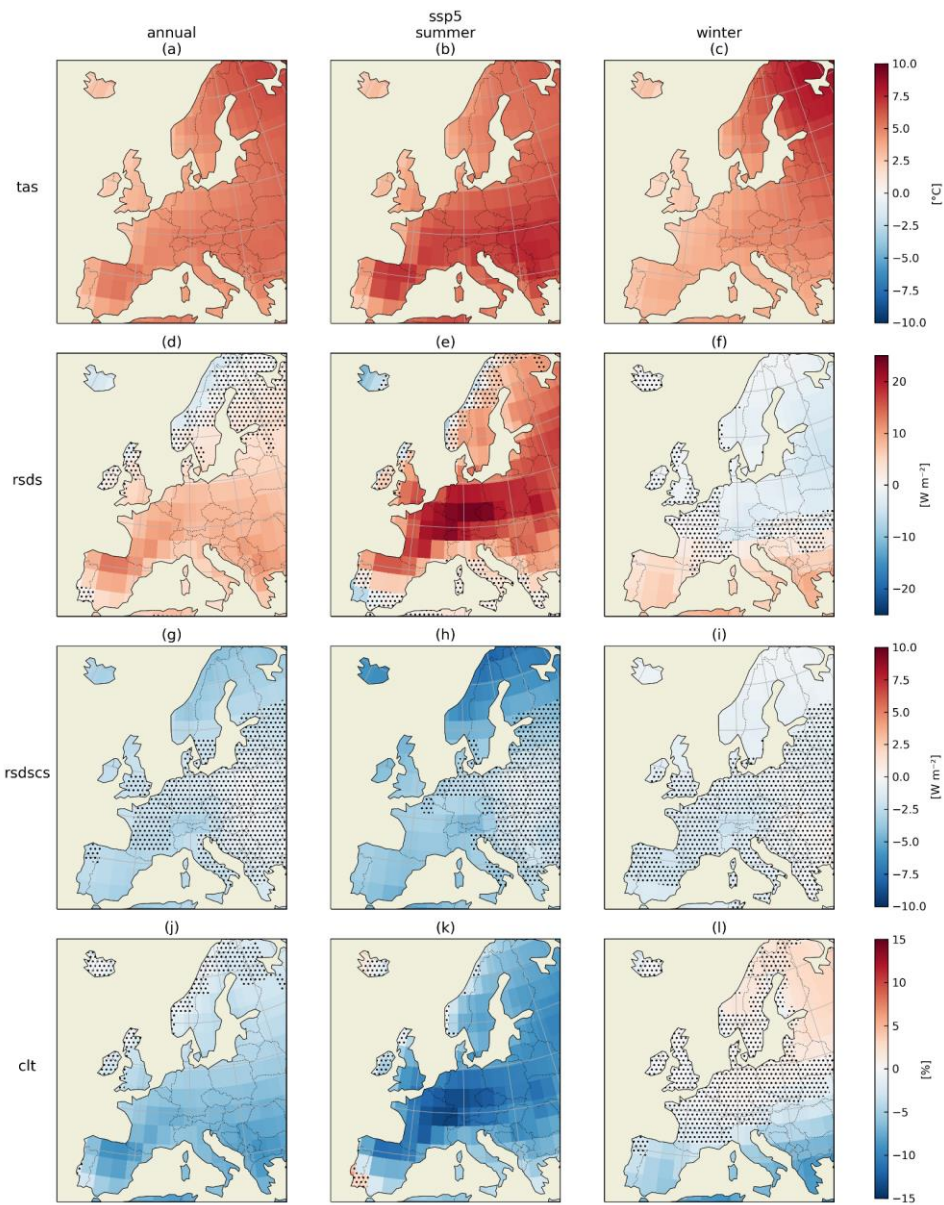 ssp5
annual summer winter
(a) (b) (c)
tas
10.0
7.5
5.0
2.5
0.0
−2.5
−5.0
−7.5
−10.0
[°C]
(d) (e) (f)
rsds
20
10
0
−10
−20
[W m⁻²]
(g) (h) (i)
rsdscs
10.0
7.5
5.0
2.5
0.0
−2.5
−5.0
−7.5
−10.0
[W m⁻²]
(j) (k) (l)
clt
15
10
5
0
−5
−10
−15
[%]